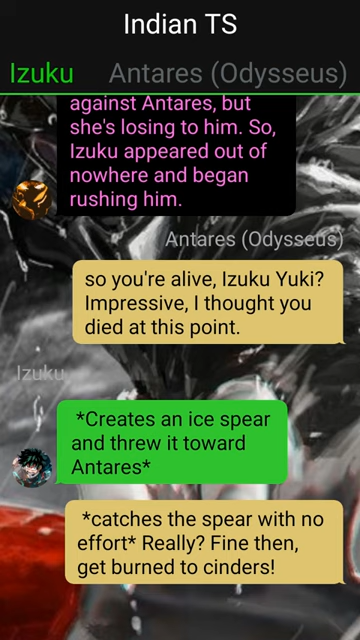 Indian TS
Izuku Antares (Odysseus)
against Antares, but
she's losing to him. So,
Izuku appeared out of
nowhere and began
rushing him.
Antares (Odysseus)
so you're alive, Izuku Yuki?
Impressive, I thought you
died at this point.
Izuku
*Creates an ice spear
and threw it toward
Antares*
*catches the spear with no
effort* Really? Fine then,
get burned to cinders!